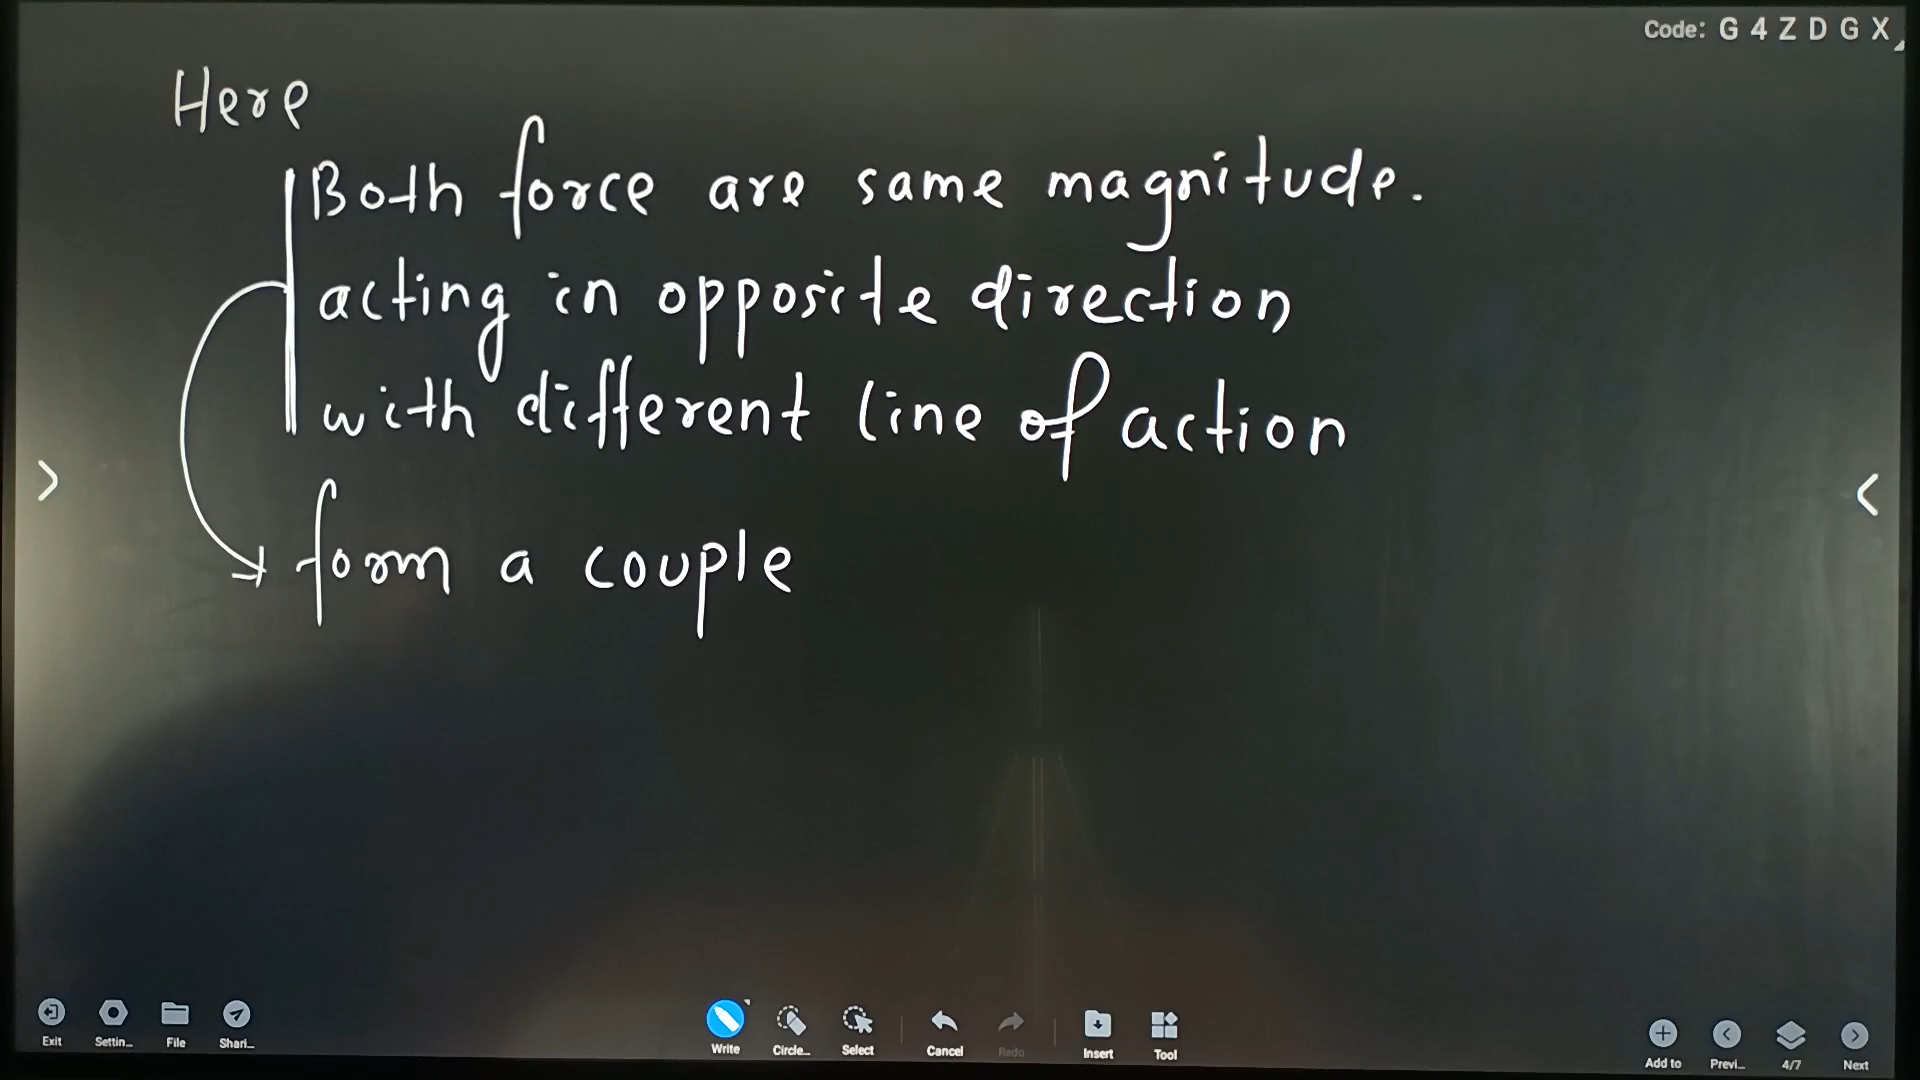 Code: G 4 Z D G X
Here
Both force are same magnitude.
acting in opposite direction
with different line of action
form a couple
Exit
Settin...
File
Shari...
Write
Circle...
Select
Cancel
Redo
Insert
Tool
Add to
Previ...
4/7
Next